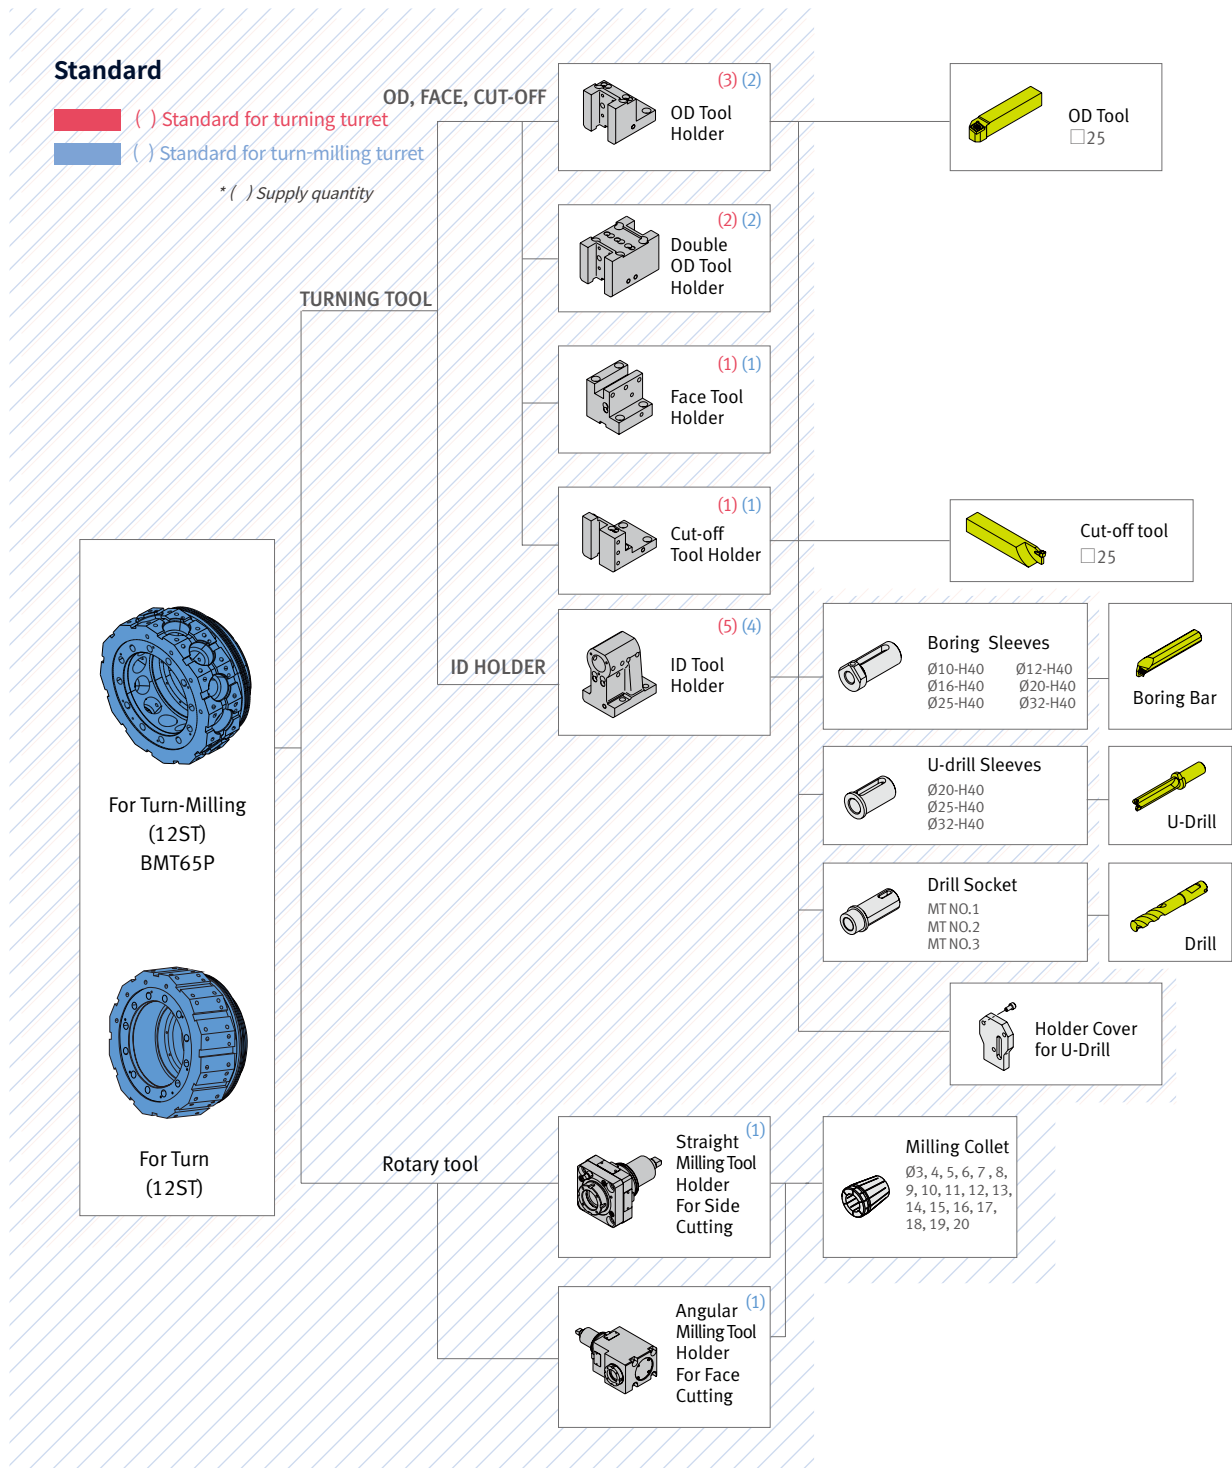 Standard
( ) Standard for turning turret
( ) Standard for turn-milling turret
* ( ) Supply quantity
OD, FACE, CUT-OFF
(3) (2)
OD Tool
Holder
OD Tool
□25
(2) (2)
Double
OD Tool
Holder
TURNING TOOL
(1) (1)
Face Tool
Holder
(1) (1)
Cut-off
Tool Holder
Cut-off tool
□25
ID HOLDER
(5) (4)
ID Tool
Holder
Boring Sleeves
Ø10-H40 Ø12-H40
Ø16-H40 Ø20-H40
Ø25-H40 Ø32-H40
Boring Bar
U-drill Sleeves
Ø20-H40
Ø25-H40
Ø32-H40
U-Drill
Drill Socket
MT NO.1
MT NO.2
MT NO.3
Drill
Holder Cover
for U-Drill
For Turn-Milling
(12ST)
BMT65P
For Turn
(12ST)
Rotary tool
(1)
Straight
Milling Tool
Holder
For Side
Cutting
Milling Collet
Ø3, 4, 5, 6, 7 , 8,
9, 10, 11, 12, 13,
14, 15, 16, 17,
18, 19, 20
(1)
Angular
Milling Tool
Holder
For Face
Cutting